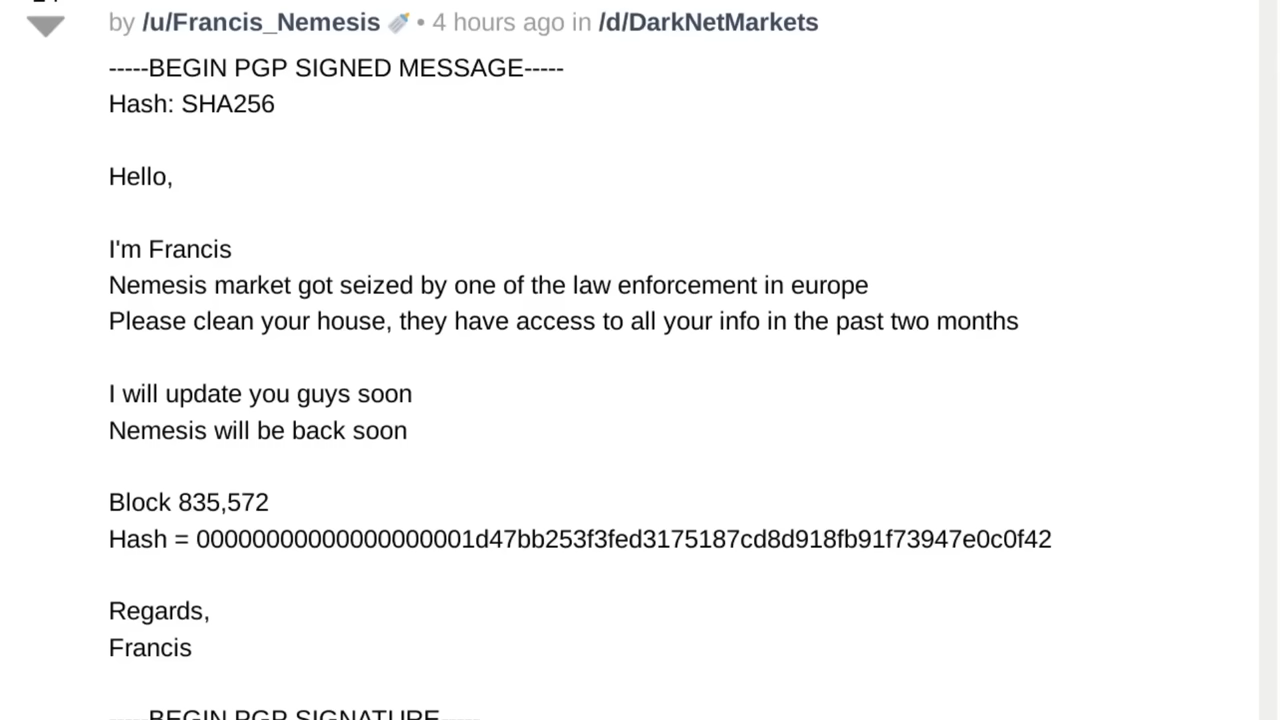 by /u/Francis_Nemesis • 4 hours ago in /d/DarkNetMarkets
-----BEGIN PGP SIGNED MESSAGE-----
Hash: SHA256
Hello,
I'm Francis
Nemesis market got seized by one of the law enforcement in europe
Please clean your house, they have access to all your info in the past two months
I will update you guys soon
Nemesis will be back soon
Block 835,572
Hash = 00000000000000000001d47bb253f3fed3175187cd8d918fb91f73947e0c0f42
Regards,
Francis
-----BEGIN PGP SIGNATURE-----